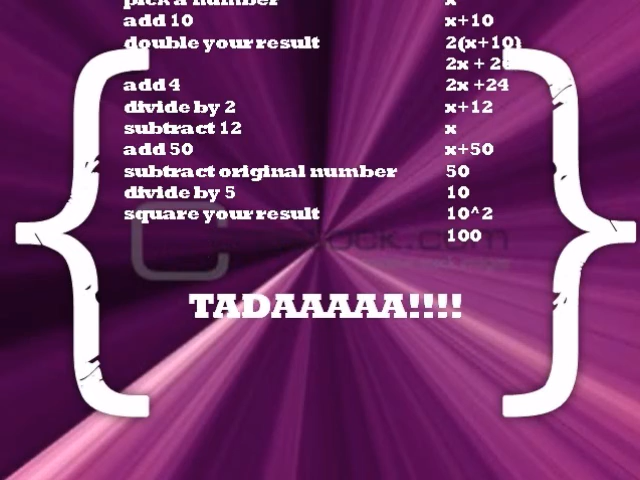 pick a number x
add 10 x+10
double your result 2(x+10)
2x + 20
add 4 2x +24
divide by 2 x+12
subtract 12 x
add 50 x+50
subtract original number 50
divide by 5 10
square your result 10^2
100
TADAAAAA!!!!